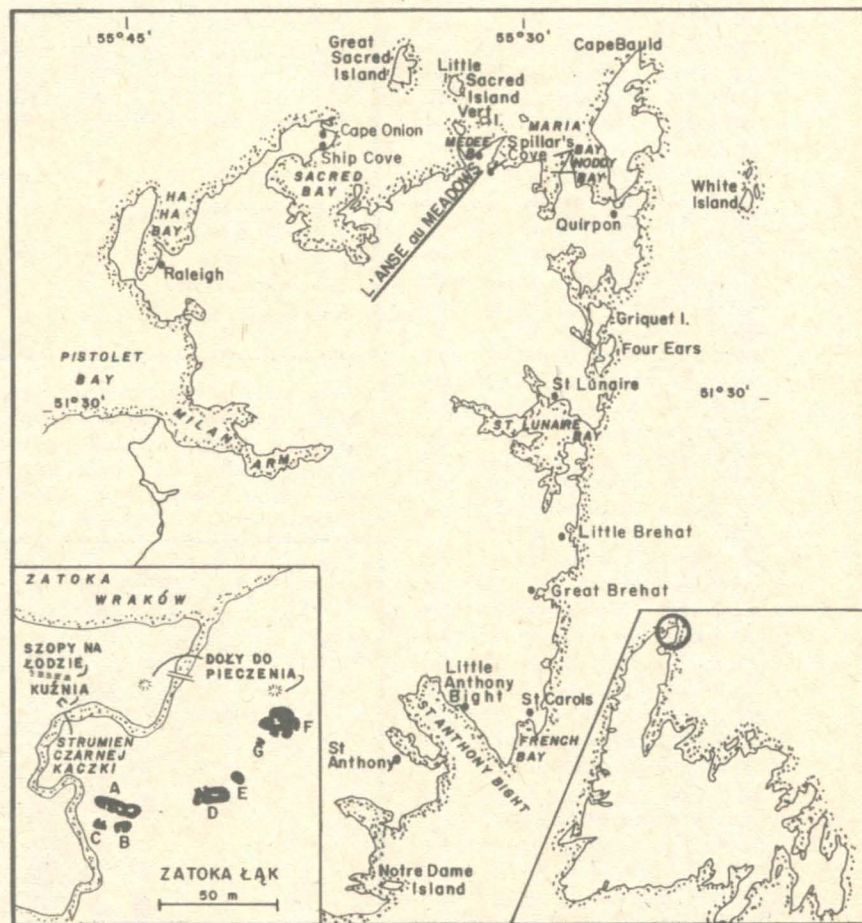 55°45'
55°30'
Great
Sacred
Island
Little
Sacred
Island
Vert
I.
Cape Bauld
Cape Onion
Ship Cove
MARIA
BAY
MEDEE
Spillar's
Cove
NODDY
BAY
SACRED
BAY
HA
HA
BAY
White
Island
Quirpon
L'ANSE au MEADOWS
Raleigh
Griquet I.
Four Ears
PISTOLET
BAY
St Lunaire
51°30'
51°30'
MILAN
ARM
ST. LUNAIRE
BAY
Little Brehat
Great Brehat
ZATOKA
WRAKÓW
SZOPY NA
ŁODZIE
KUŹNIA
DOŁY DO
PIECZENIA
STRUMIEŃ
CZARNEJ
KACZKI
F
G
E
D
A
C
B
ZATOKA ŁĄK
50 m
Little
Anthony
Bight
St Carols
FRENCH
BAY
ST ANTHONY BIGHT
St
Anthony
Notre Dame
Island